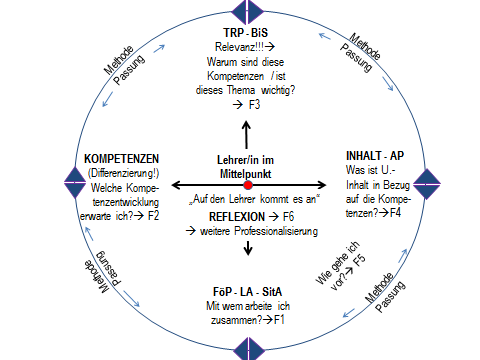 TRP - BiS
Relevanz!!!→
Warum sind diese
Kompetenzen / ist
dieses Thema wichtig?
→ F3
Methode
Passung
Methode
Passung
KOMPETENZEN
(Differenzierung!)
Welche Kompe-
tenzentwicklung
erwarte ich?→ F2
Lehrer/in im
Mittelpunkt
„Auf den Lehrer kommt es an“
REFLEXION → F6
→ weitere Professionalisierung
INHALT - AP
Was ist U.-
Inhalt in Bezug
auf die Kompe-
tenzen?→F4
Methode
Passung
Wie gehe ich
vor?→ F5
Methode
Passung
FöP - LA - SitA
Mit wem arbeite ich
zusammen?→F1